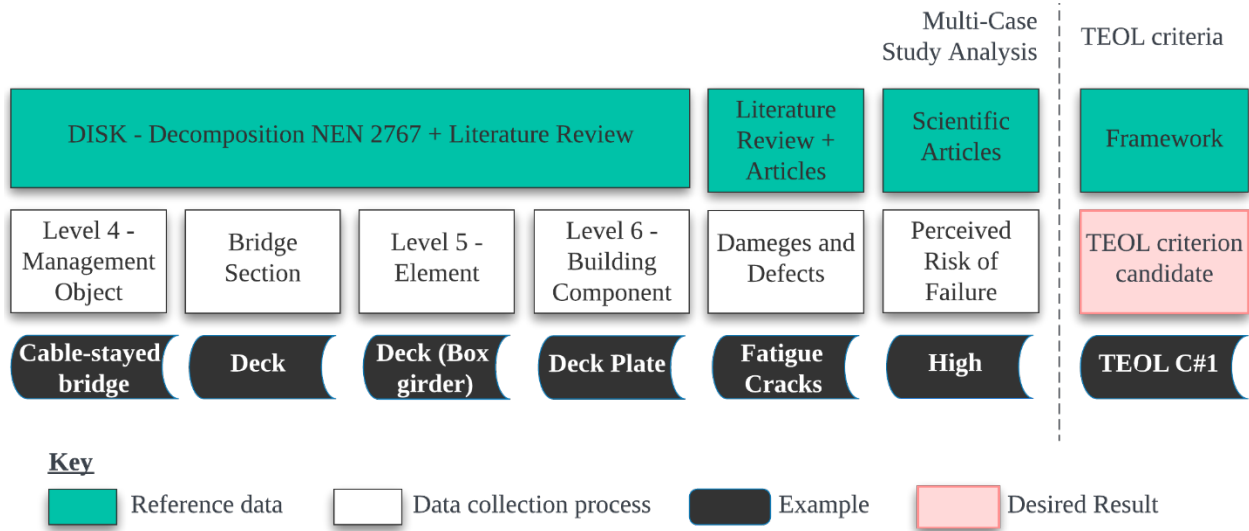 Multi-Case
Study Analysis
TEOL criteria
DISK - Decomposition NEN 2767 + Literature Review
Literature
Review +
Articles
Scientific
Articles
Framework
Level 4 -
Management
Object
Bridge
Section
Level 5 -
Element
Level 6 -
Building
Component
Dameges and
Defects
Perceived
Risk of
Failure
TEOL criterion
candidate
Cable-stayed
bridge
Deck
Deck (Box
girder)
Deck Plate
Fatigue
Cracks
High
TEOL C#1
Key
Reference data
Data collection process
Example
Desired Result